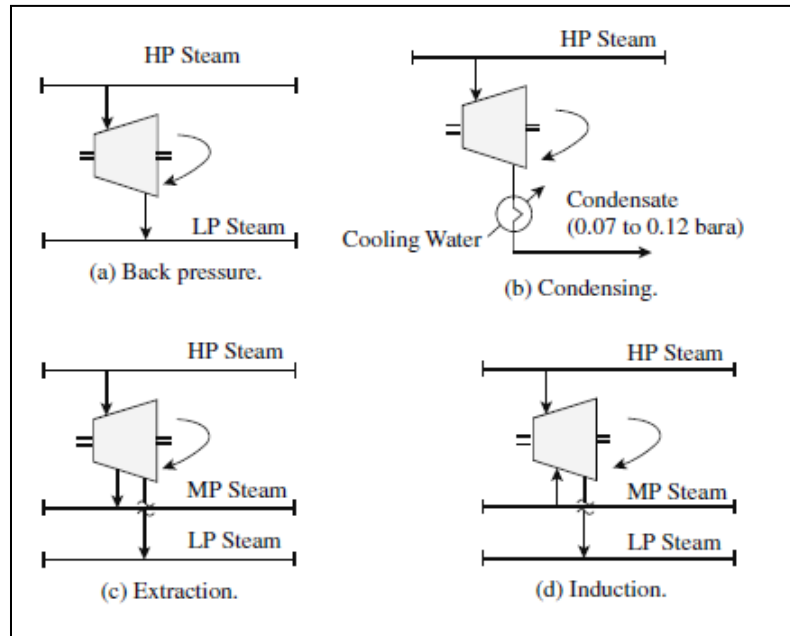 HP Steam
LP Steam
(a) Back pressure.
HP Steam
Cooling Water
Condensate
(0.07 to 0.12 bara)
(b) Condensing.
HP Steam
MP Steam
LP Steam
(c) Extraction.
HP Steam
MP Steam
LP Steam
(d) Induction.